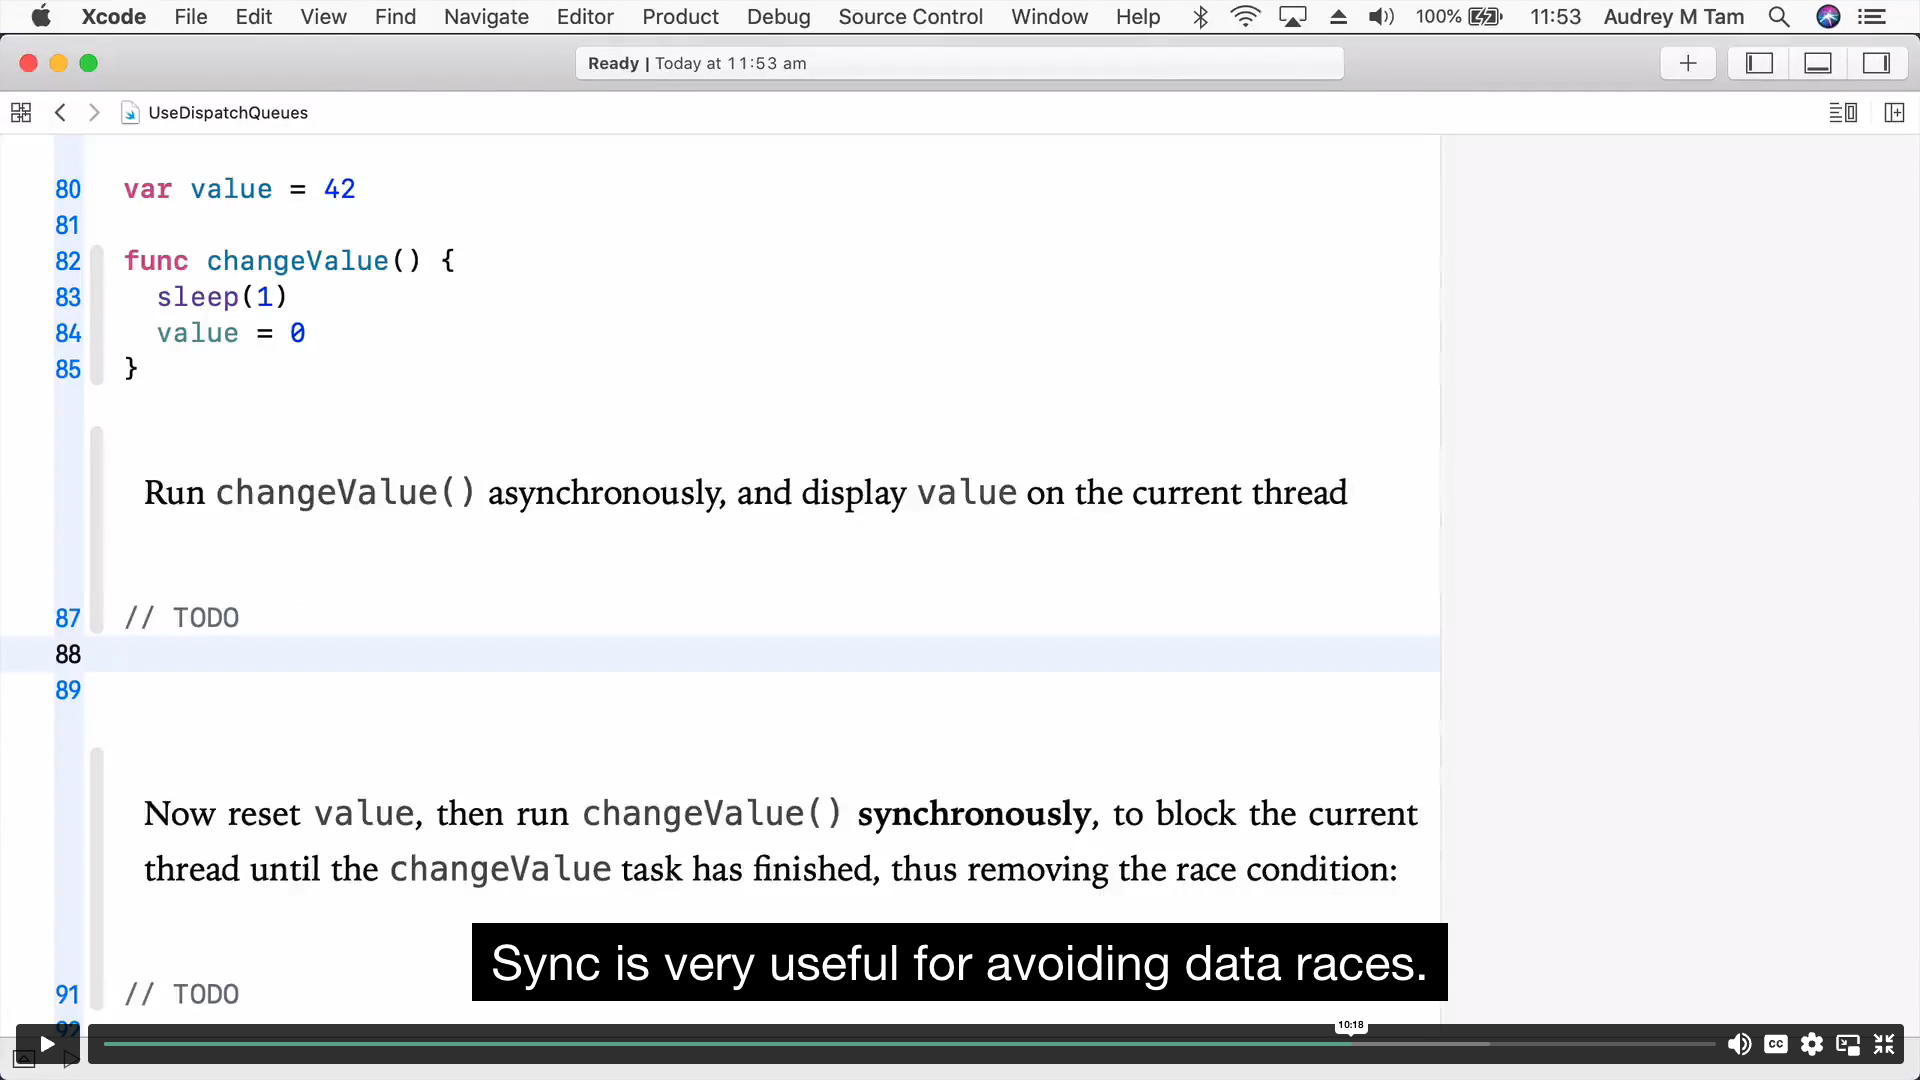 Xcode File Edit View Find Navigate Editor Product Debug Source Control Window Help 100% 11:53 Audrey M Tam
Ready | Today at 11:53 am
UseDispatchQueues
80 var value = 42
81
82 func changeValue() {
83 sleep(1)
84 value = 0
85 }
Run changeValue() asynchronously, and display value on the current thread
87 // TODO
88
89
Now reset value, then run changeValue() synchronously, to block the current
thread until the changeValue task has finished, thus removing the race condition:
Sync is very useful for avoiding data races.
91 // TODO
92
10:18
CC